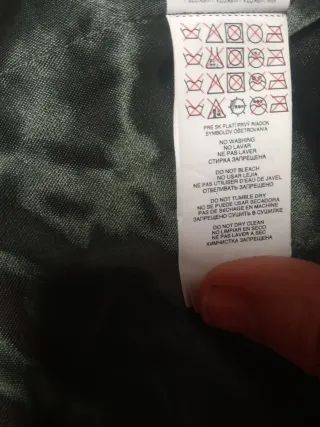 PRE SK PLATÍ PRVÝ RIADOK
SYMBOLOV OŠETROVANIA
NO WASHING
NO LAVAR
NE PAS LAVER
СТИРКА ЗАПРЕЩЕНА
DO NOT BLEACH
NO USAR LEJIA
NE PAS UTILISER D'EAU DE JAVEL
ОТБЕЛИВАТЬ ЗАПРЕЩЕНО
DO NOT TUMBLE DRY
NO SE PUEDE USAR SECADORA
PAS DE SECHAGE EN MACHINE
ЗАПРЕЩЕНО СУШИТЬ В СУШИЛКЕ
DO NOT DRY CLEAN
NO LIMPIAR EN SECO
NE PAS LAVER A SEC
ХИМЧИСТКА ЗАПРЕЩЕНА